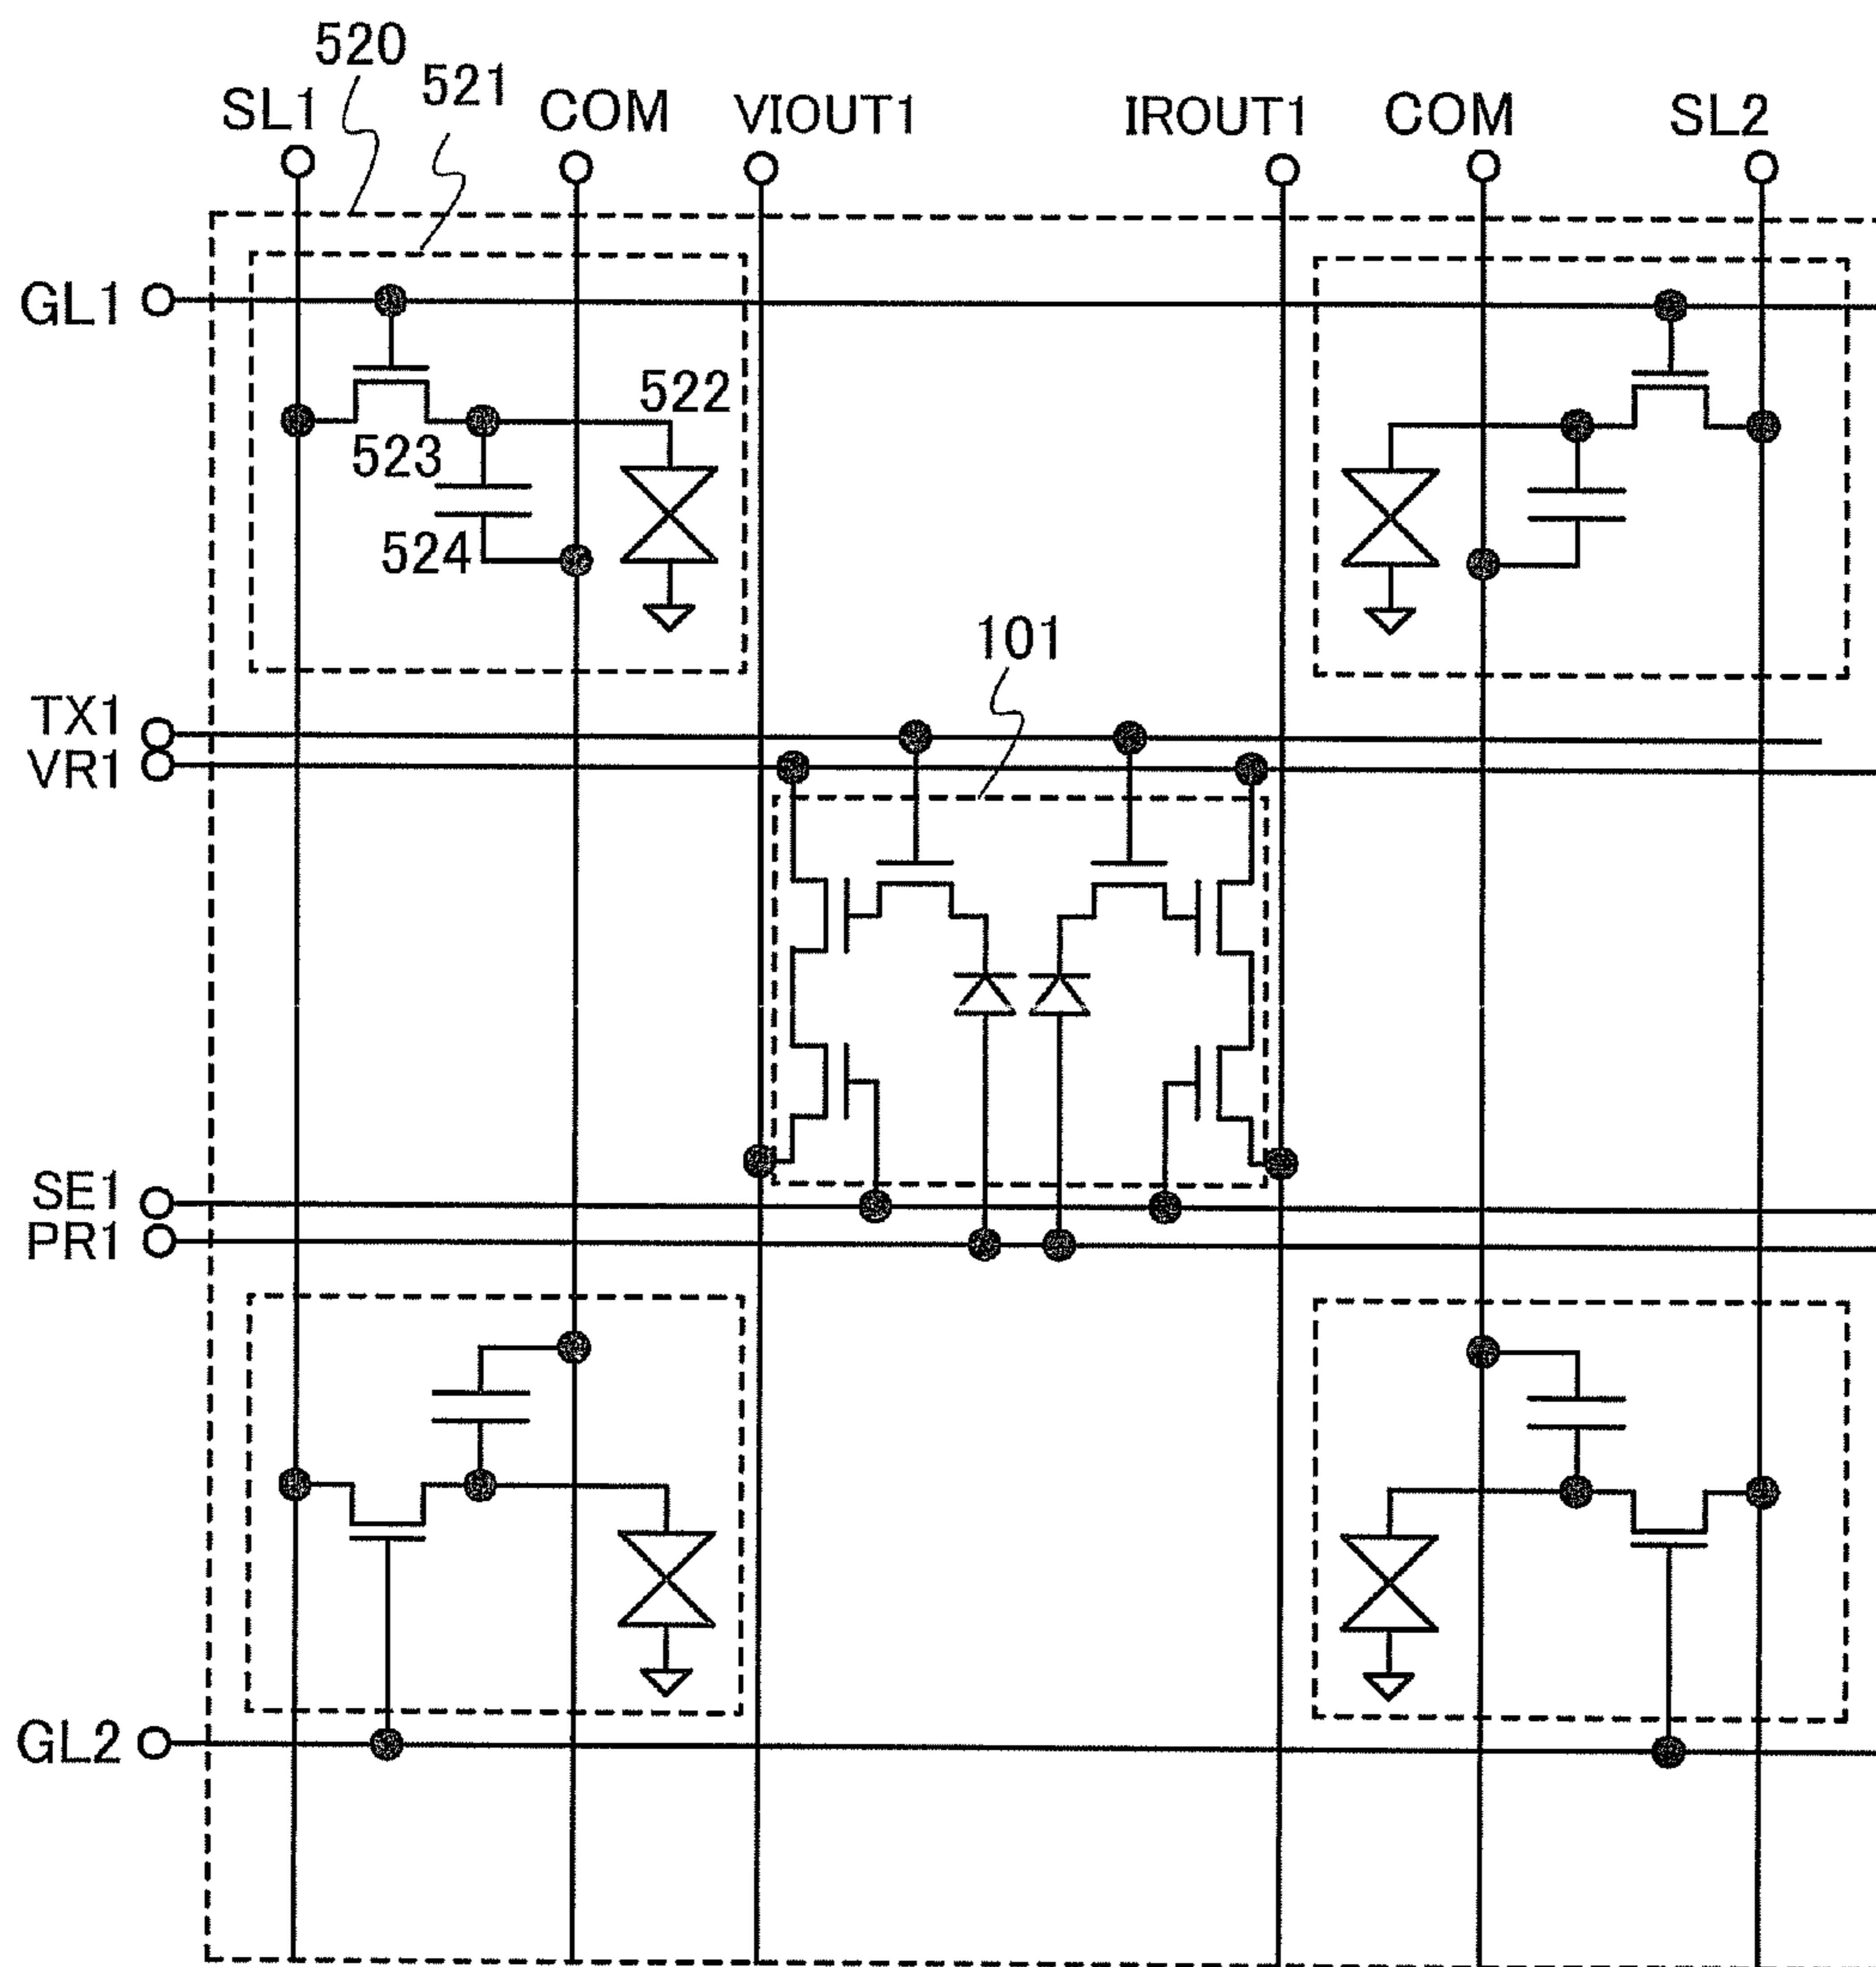 520
521
SL1
COM
VIOUT1
IROUT1
COM
SL2
GL1
522
523
524
101
TX1
VR1
SE1
PR1
GL2